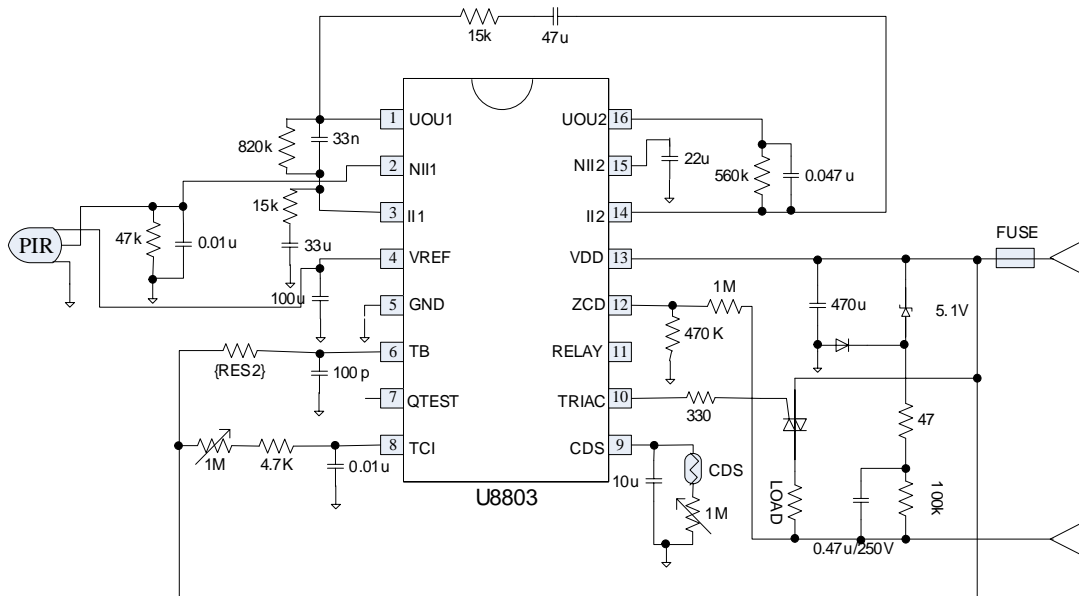 15k
47u
1
UOU1
UOU2
16
820k
33n
2
NII1
NII2
15
22u
560k
0.047 u
15k
3
II1
II2
14
PIR
47k
0.01u
33u
FUSE
4
VREF
VDD
13
100u
1M
5
GND
ZCD
12
470u
5.1V
470 K
6
TB
RELAY
11
{RES2}
100 p
7
QTEST
TRIAC
10
330
47
8
TCI
CDS
9
1M
4.7K
0.01u
10u
CDS
LOAD
100k
U8803
1M
0.47u/250V